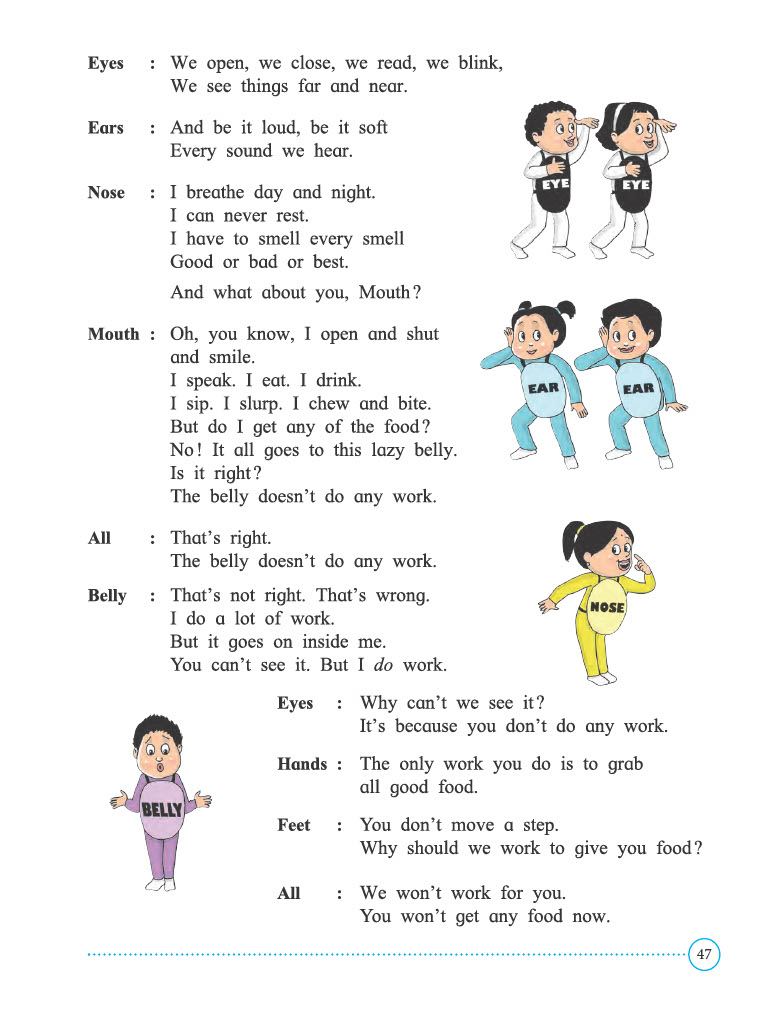 Eyes : We open, we close, we read, we blink,
We see things far and near.
Ears : And be it loud, be it soft
Every sound we hear.
Nose : I breathe day and night.
I can never rest.
I have to smell every smell
Good or bad or best.
And what about you, Mouth?
Mouth : Oh, you know, I open and shut
and smile.
I speak. I eat. I drink.
I sip. I slurp. I chew and bite.
But do I get any of the food?
No! It all goes to this lazy belly.
Is it right?
The belly doesn't do any work.
All : That's right.
The belly doesn't do any work.
Belly : That's not right. That's wrong.
I do a lot of work.
But it goes on inside me.
You can't see it. But I do work.
Eyes : Why can't we see it?
It's because you don't do any work.
Hands : The only work you do is to grab
all good food.
Feet : You don't move a step.
Why should we work to give you food?
All : We won't work for you.
You won't get any food now.
EYE EYE
EAR EAR
NOSE
BELLY
47